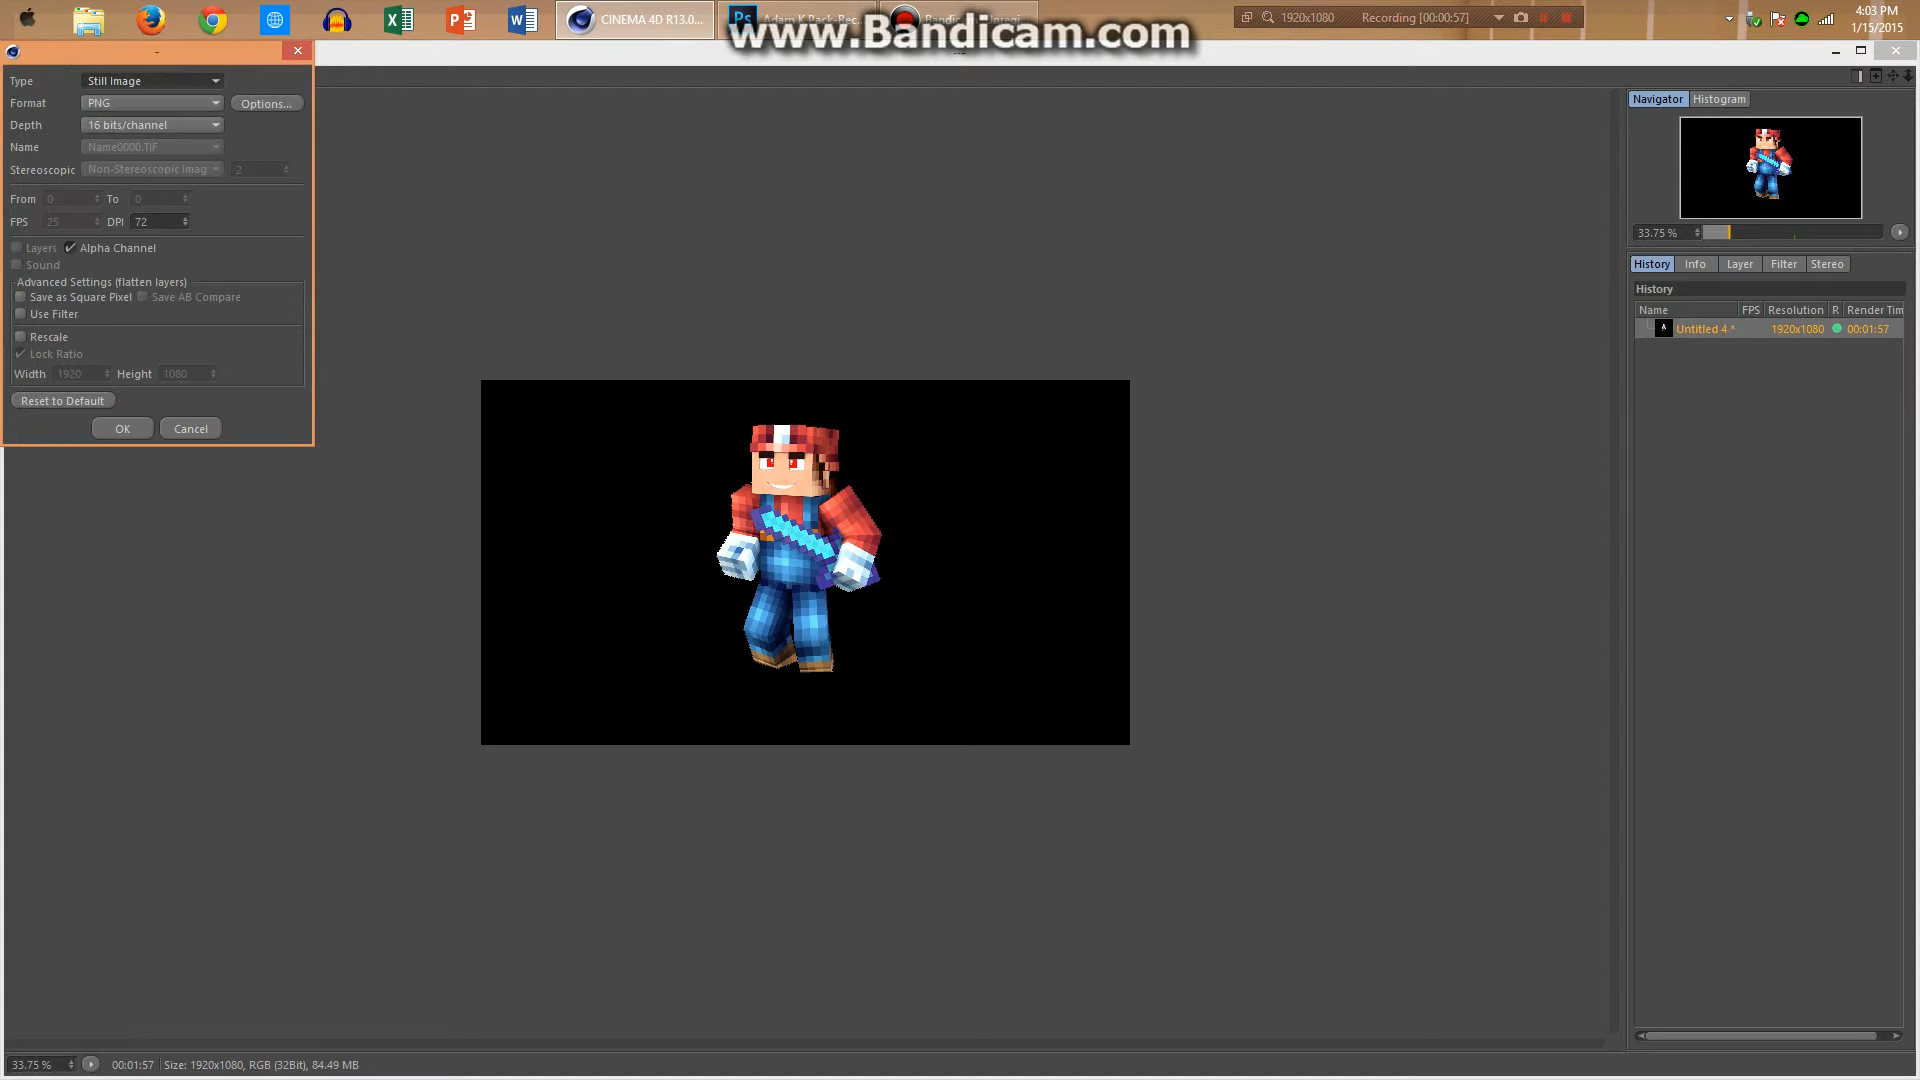 CINEMA 4D R13.0...
Adam K Pack-Rec...
www.Bandicam.com
1920x1080
Recording [00:00:57]
4:03 PM
1/15/2015
-
Type
Still Image
Format
PNG
Options...
Depth
16 bits/channel
Name
Name0000.TIF
Stereoscopic
Non-Stereoscopic Imag
2
From
0
To
0
FPS
25
DPI
72
Layers
Alpha Channel
Sound
Advanced Settings (flatten layers)
Save as Square Pixel
Save AB Compare
Use Filter
Rescale
Lock Ratio
Width
1920
Height
1080
Reset to Default
OK
Cancel
Navigator
Histogram
33.75 %
History
Info
Layer
Filter
Stereo
History
Name
FPS
Resolution
R
Render Tim
Untitled 4 *
1920x1080
00:01:57
33.75 %
00:01:57
Size: 1920x1080, RGB (32Bit), 84.49 MB